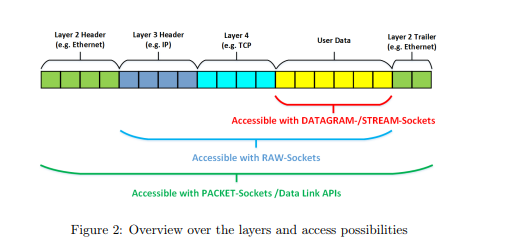 Layer 2 Header
(e.g. Ethernet)
Layer 3 Header
(e.g. IP)
Layer 4
(e.g. TCP
User Data
Layer 2 Trailer
(e.g. Ethernet)
Accessible with DATAGRAM-/STREAM-Sockets
Accessible with RAW-Sockets
Accessible with PACKET-Sockets /Data Link APIs
Figure 2: Overview over the layers and access possibilities